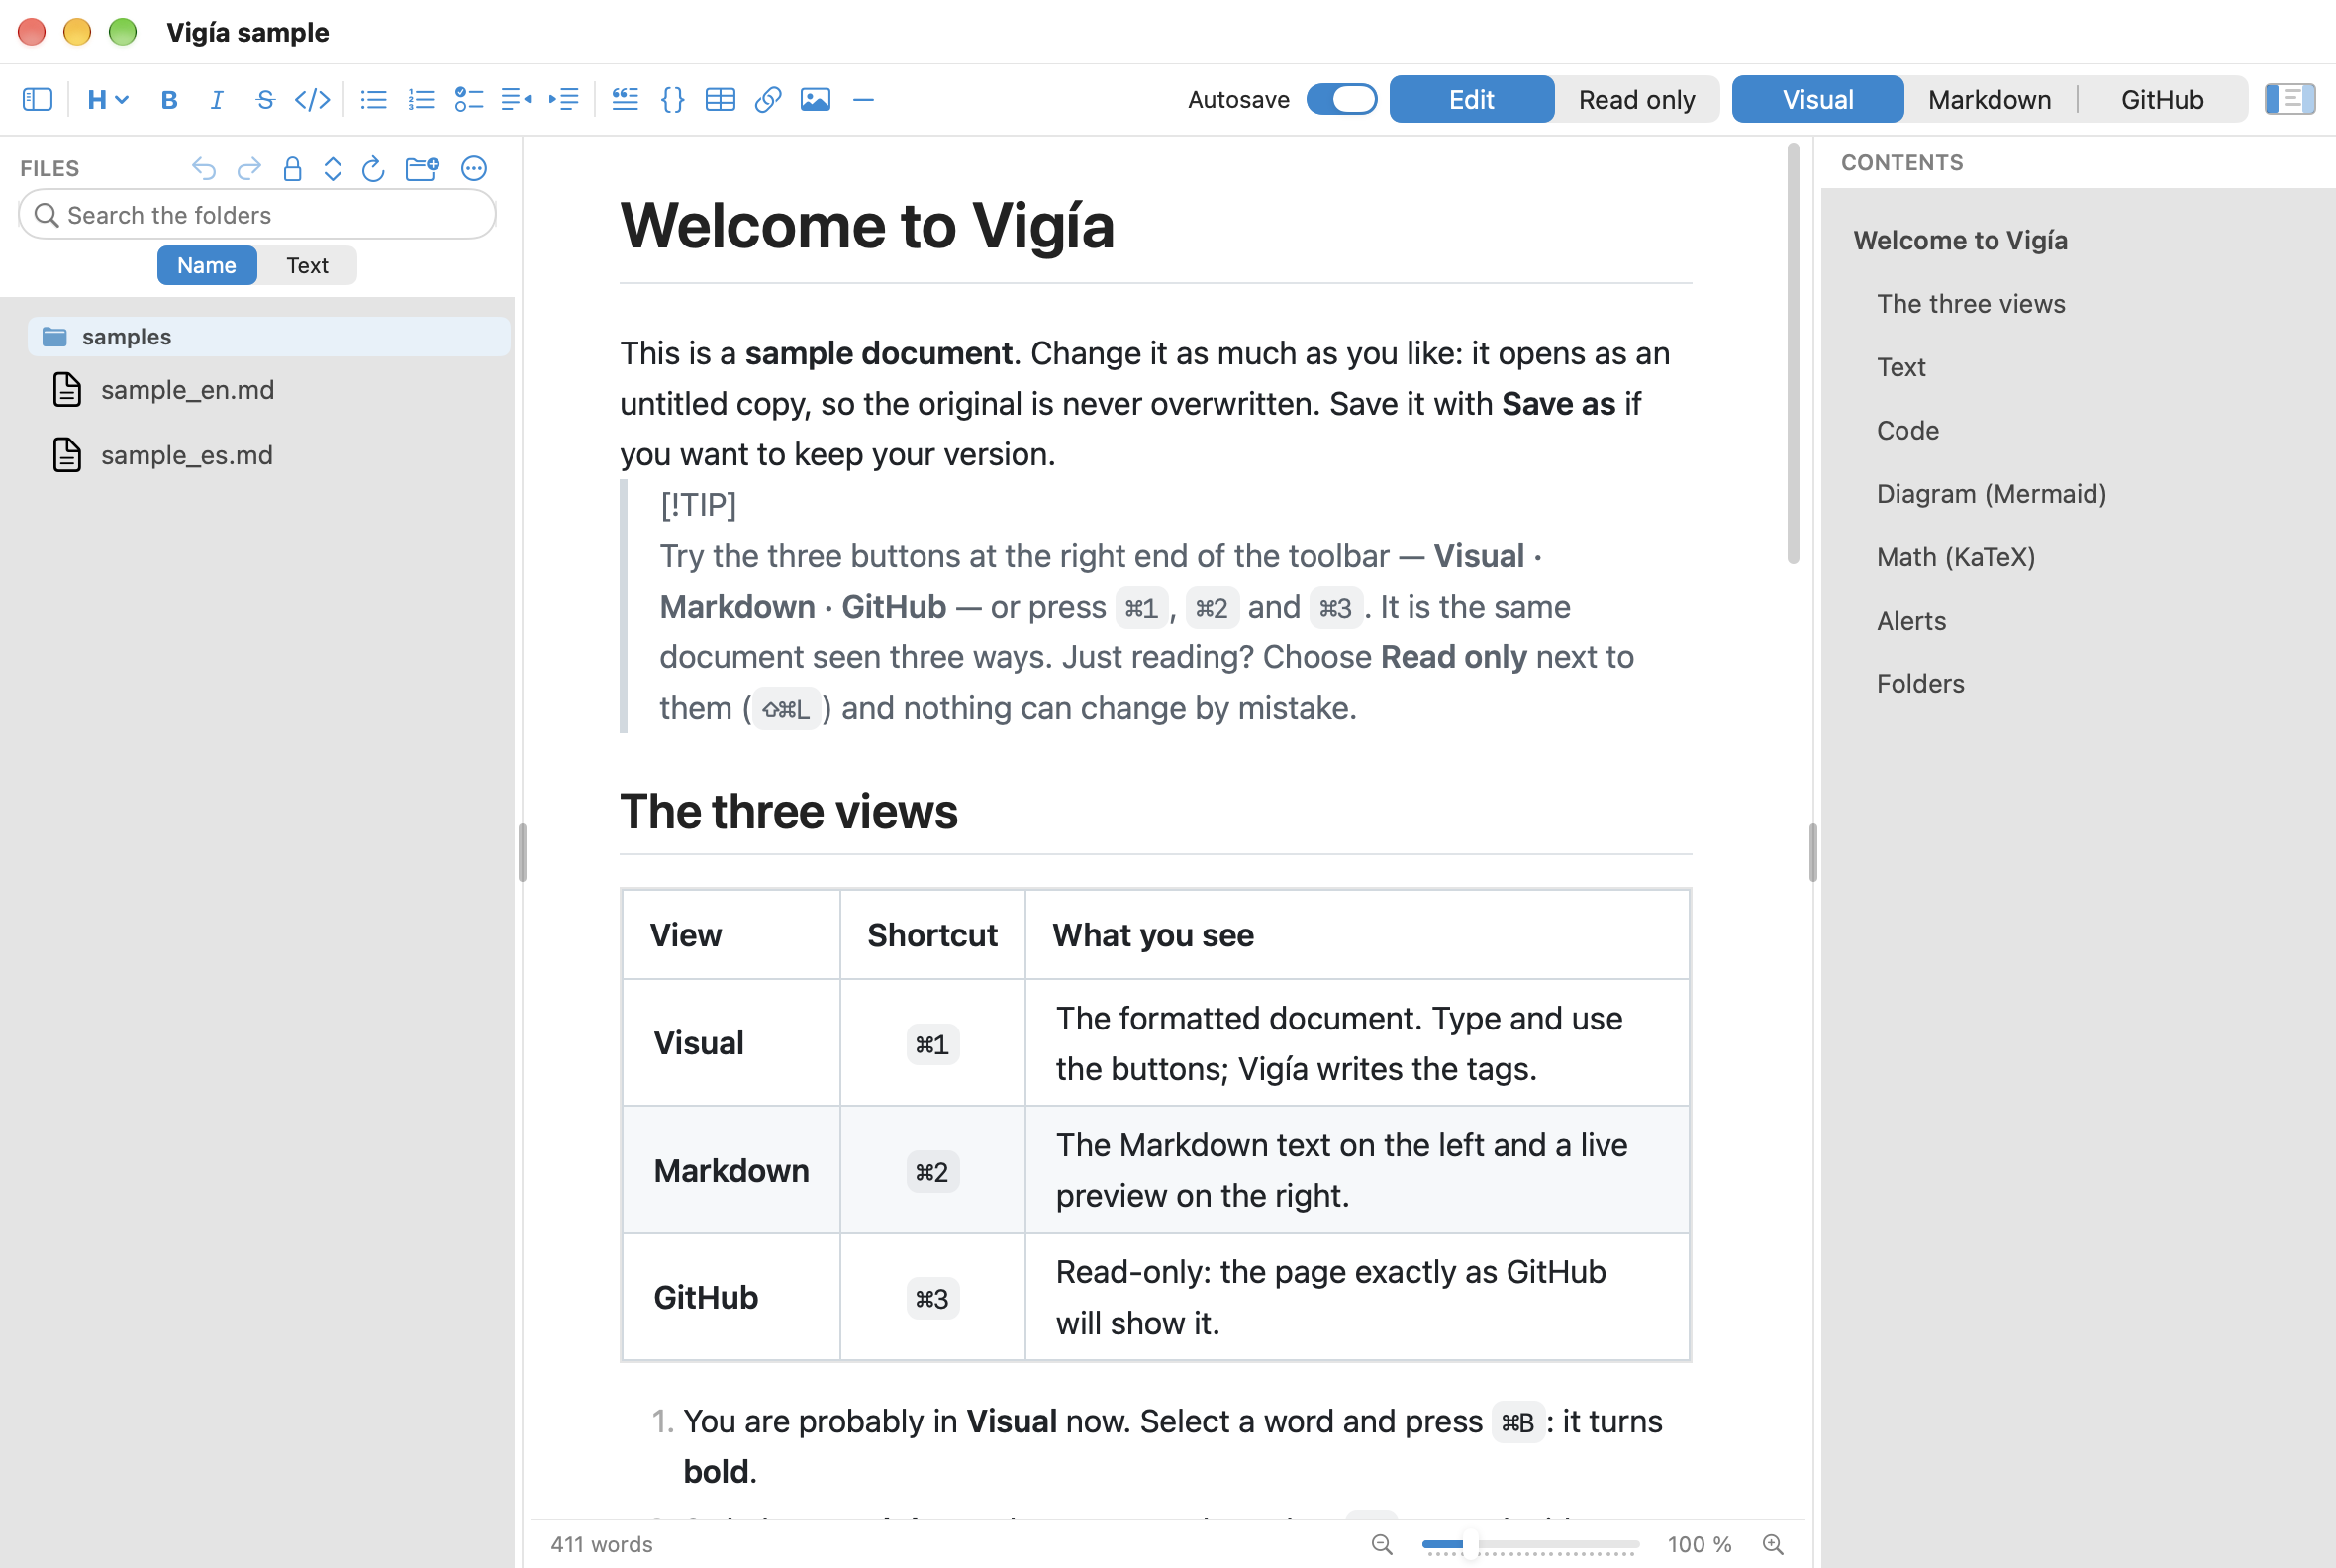 Vigía sample
H B I S </>
Autosave Edit Read only Visual Markdown GitHub
FILES
Search the folders
Name Text
samples
sample_en.md
sample_es.md
Welcome to Vigía
This is a sample document. Change it as much as you like: it opens as an
untitled copy, so the original is never overwritten. Save it with Save as if
you want to keep your version.
[!TIP]
Try the three buttons at the right end of the toolbar — Visual ·
Markdown · GitHub — or press ⌘1, ⌘2 and ⌘3. It is the same
document seen three ways. Just reading? Choose Read only next to
them (⇧⌘L) and nothing can change by mistake.
The three views
View Shortcut What you see
Visual ⌘1 The formatted document. Type and use
the buttons; Vigía writes the tags.
Markdown ⌘2 The Markdown text on the left and a live
preview on the right.
GitHub ⌘3 Read-only: the page exactly as GitHub
will show it.
1. You are probably in Visual now. Select a word and press ⌘B: it turns
bold.
411 words 100 %
CONTENTS
Welcome to Vigía
The three views
Text
Code
Diagram (Mermaid)
Math (KaTeX)
Alerts
Folders